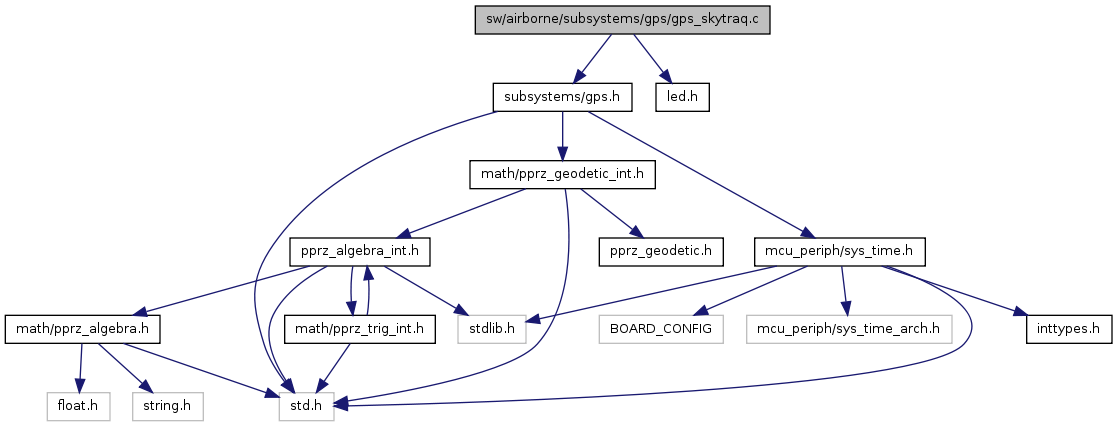 sw/airborne/subsystems/gps/gps_skytraq.c
subsystems/gps.h
led.h
math/pprz_geodetic_int.h
pprz_algebra_int.h
pprz_geodetic.h
mcu_periph/sys_time.h
math/pprz_algebra.h
math/pprz_trig_int.h
stdlib.h
BOARD_CONFIG
mcu_periph/sys_time_arch.h
inttypes.h
float.h
string.h
std.h